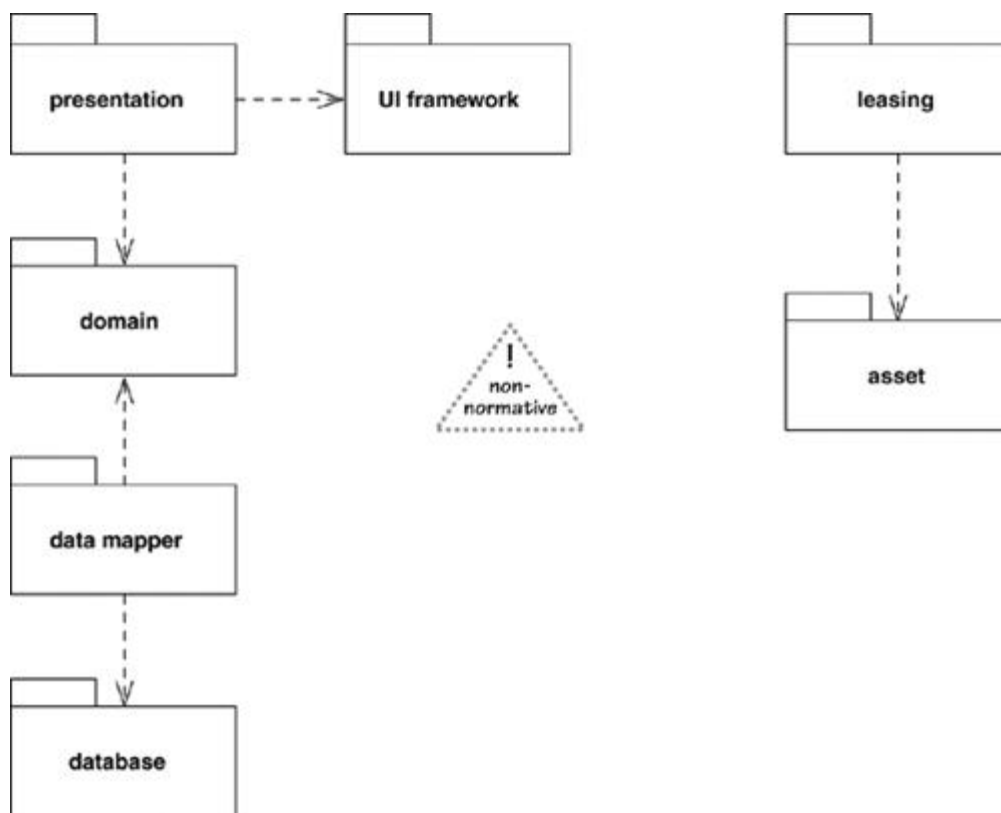 presentation
UI framework
leasing
domain
!
non-
normative
asset
data mapper
database